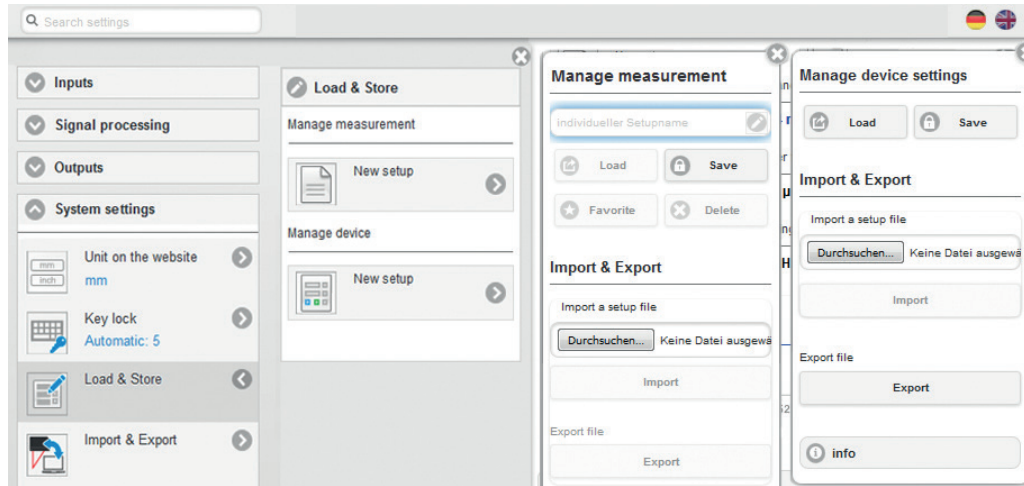 Search settings
Inputs
Signal processing
Outputs
System settings
mm
inch
Unit on the website
mm
Key lock
Automatic: 5
Load & Store
Import & Export
Load & Store
Manage measurement
New setup
Manage device
New setup
Manage measurement
individueller Setupname
Load
Save
Favorite
Delete
Import & Export
Import a setup file
Durchsuchen... Keine Datei ausgewä
Import
Export file
Export
Manage device settings
Load
Save
Import & Export
Import a setup file
Durchsuchen... Keine Datei ausgewä
Import
Export file
Export
info